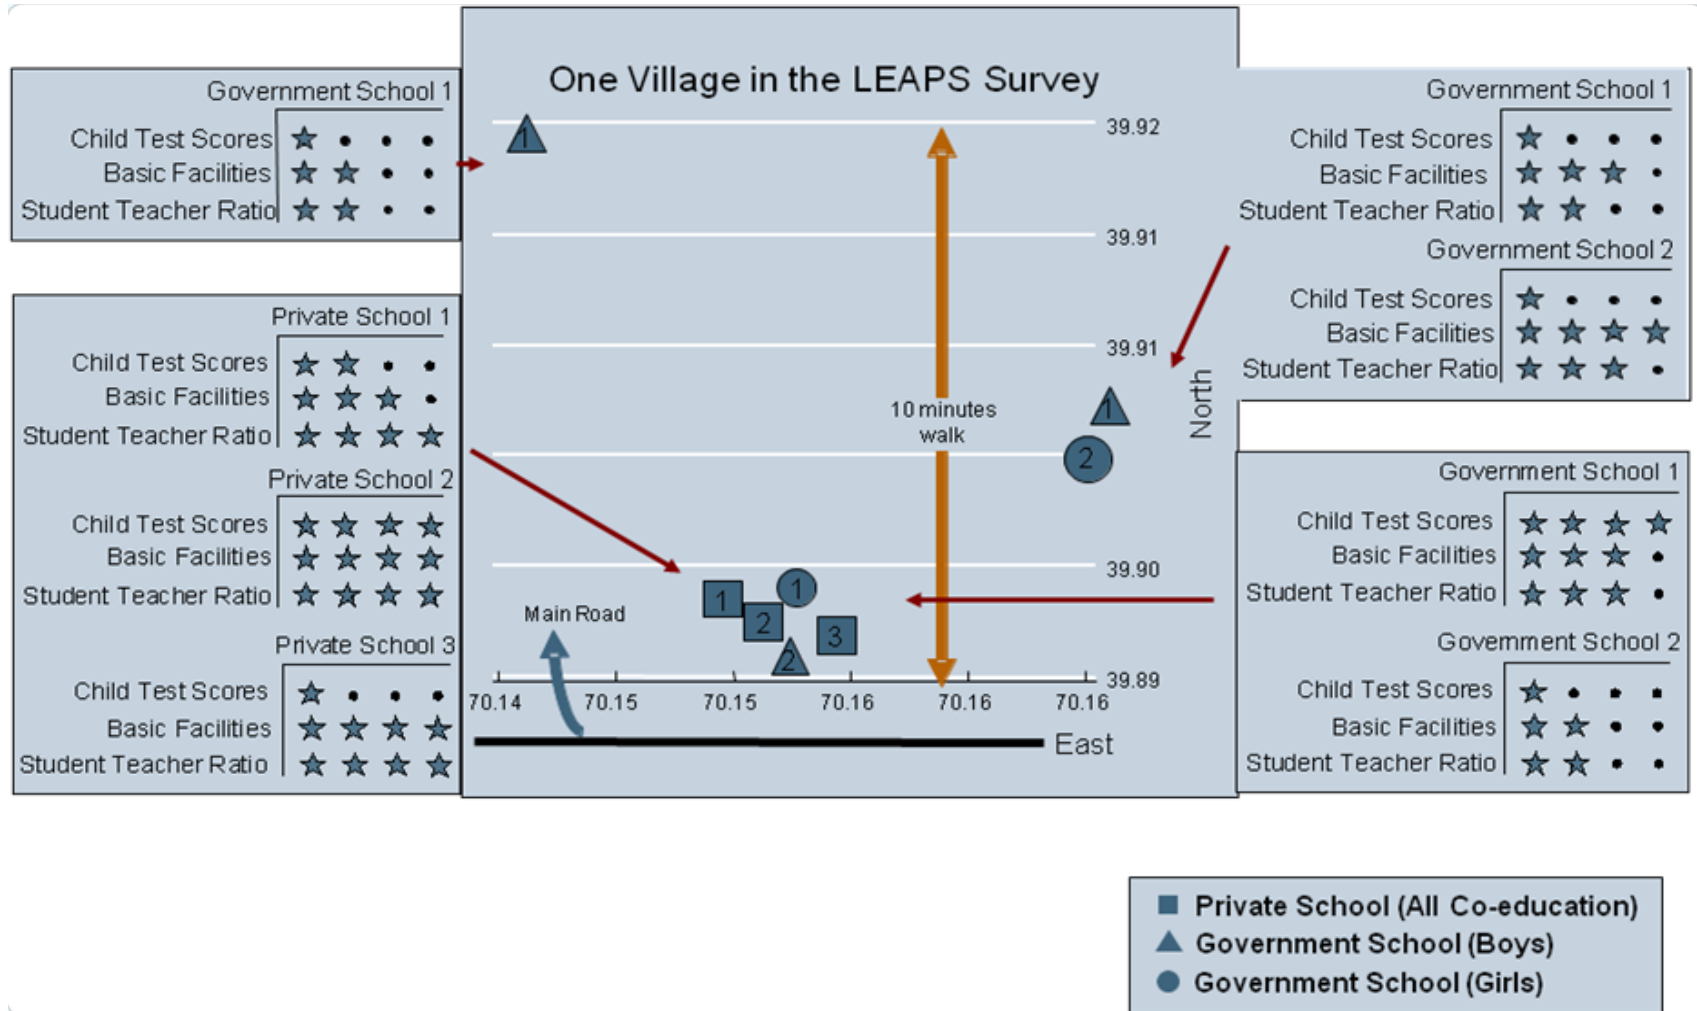 One Village in the LEAPS Survey
Government School 1
Child Test Scores
Basic Facilities
Student Teacher Ratio
Private School 1
Child Test Scores
Basic Facilities
Student Teacher Ratio
Private School 2
Child Test Scores
Basic Facilities
Student Teacher Ratio
Private School 3
Child Test Scores
Basic Facilities
Student Teacher Ratio
1
39.92
39.91
39.91
10 minutes
walk
North
1
2
39.90
1
1
2
3
2
Main Road
39.89
70.14 70.15 70.15 70.16 70.16 70.16
East
Government School 1
Child Test Scores
Basic Facilities
Student Teacher Ratio
Government School 2
Child Test Scores
Basic Facilities
Student Teacher Ratio
Government School 1
Child Test Scores
Basic Facilities
Student Teacher Ratio
Government School 2
Child Test Scores
Basic Facilities
Student Teacher Ratio
Private School (All Co-education)
Government School (Boys)
Government School (Girls)